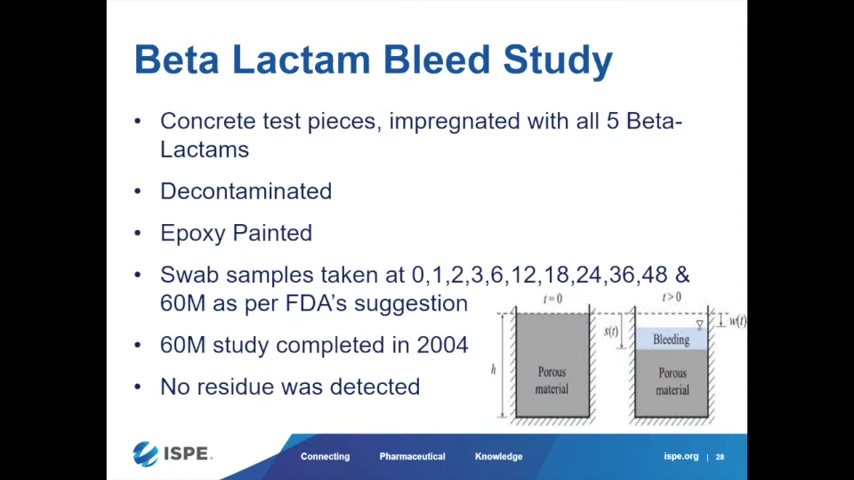 Beta Lactam Bleed Study
• Concrete test pieces, impregnated with all 5 Beta-
Lactams
• Decontaminated
• Epoxy Painted
• Swab samples taken at 0,1,2,3,6,12,18,24,36,48 &
60M as per FDA's suggestion
• 60M study completed in 2004
• No residue was detected
t=0
t>0
h
s(t)
w(t)
Bleeding
Porous
material
Porous
material
ISPE.
Connecting
Pharmaceutical
Knowledge
ispe.org | 28